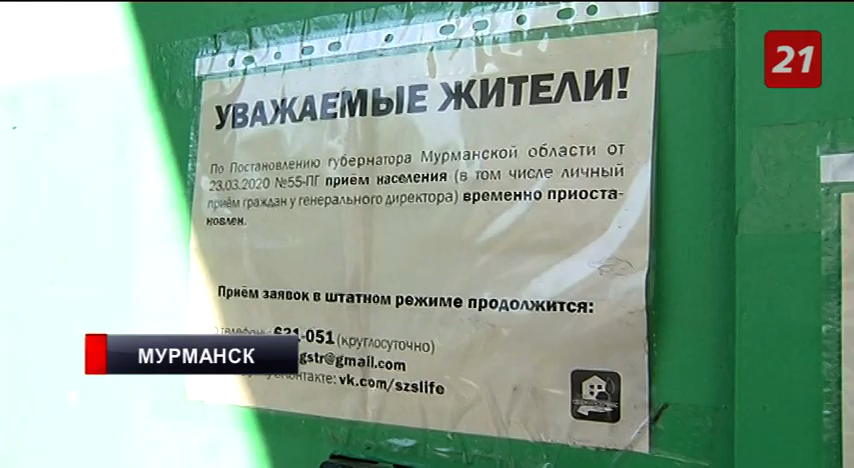 21
УВАЖАЕМЫЕ ЖИТЕЛИ!
По Постановлению губернатора Мурманской области от
23.03.2020 №55-ПГ приём населения (в том числе личный
приём граждан у генерального директора) временно приоста-
новлен.
Приём заявок в штатном режиме продолжится:
631-051 (круглосуточно)
gstr@gmail.com
vk.com/szslife
МУРМАНСК